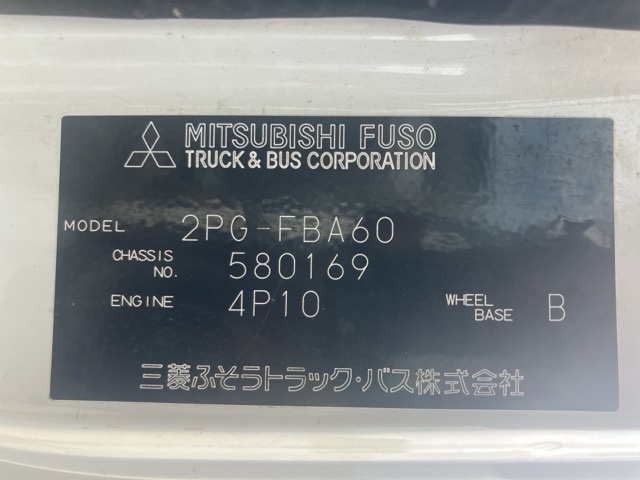 MITSUBISHI FUSO
TRUCK & BUS CORPORATION
MODEL 2PG-FBA60
CHASSIS NO. 580169
ENGINE 4P10 WHEEL BASE B
三菱ふそうトラック・バス株式会社